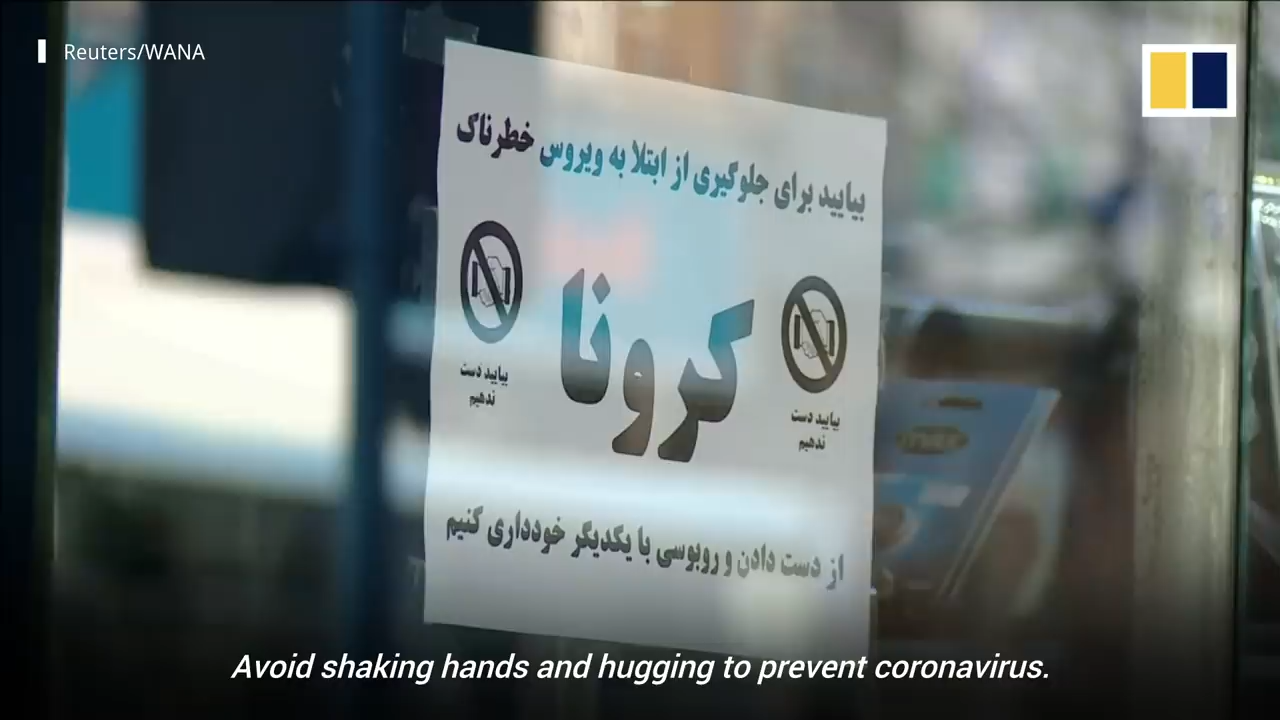 Reuters/WANA
بیایید برای جلوگیری از ابتلا به ویروس خطرناک
کرونا
بیایید دست
ندهیم
بیایید دست
ندهیم
از دست دادن و روبوسی با یکدیگر خودداری کنیم
Avoid shaking hands and hugging to prevent coronavirus.